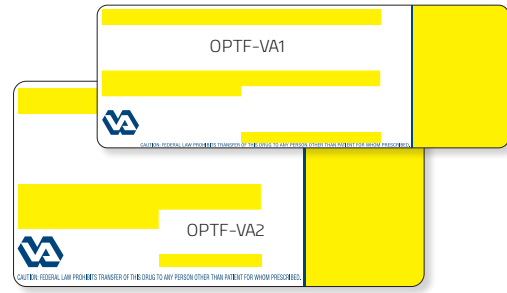 OPTF-VA1
VA
CAUTION: FEDERAL LAW PROHIBITS TRANSFER OF THIS DRUG TO ANY PERSON OTHER THAN PATIENT FOR WHOM PRESCRIBED.
OPTF-VA2
VA
CAUTION: FEDERAL LAW PROHIBITS TRANSFER OF THIS DRUG TO ANY PERSON OTHER THAN PATIENT FOR WHOM PRESCRIBED.